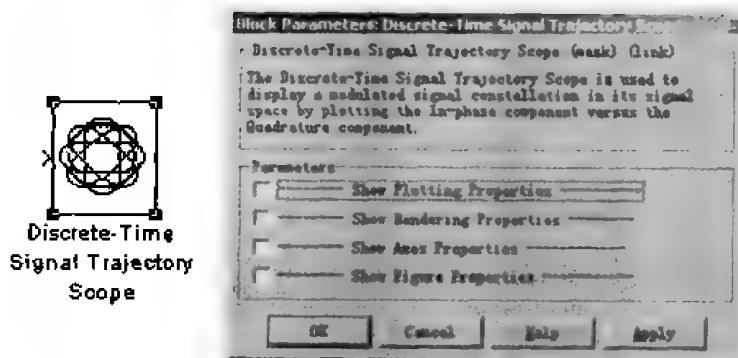 Discrete-Time
Signal Trajectory
Scope
Block Parameters: Discrete-Time Signal Trajectory Scope
Discrete-Time Signal Trajectory Scope (mask) (link)
The Discrete-Time Signal Trajectory Scope is used to
display a modulated signal constellation in its signal
space by plotting the In-phase component versus the
Quadrature component.
Parameters
Show Plotting Properties
Show Rendering Properties
Show Axes Properties
Show Figure Properties
OK
Cancel
Help
Apply